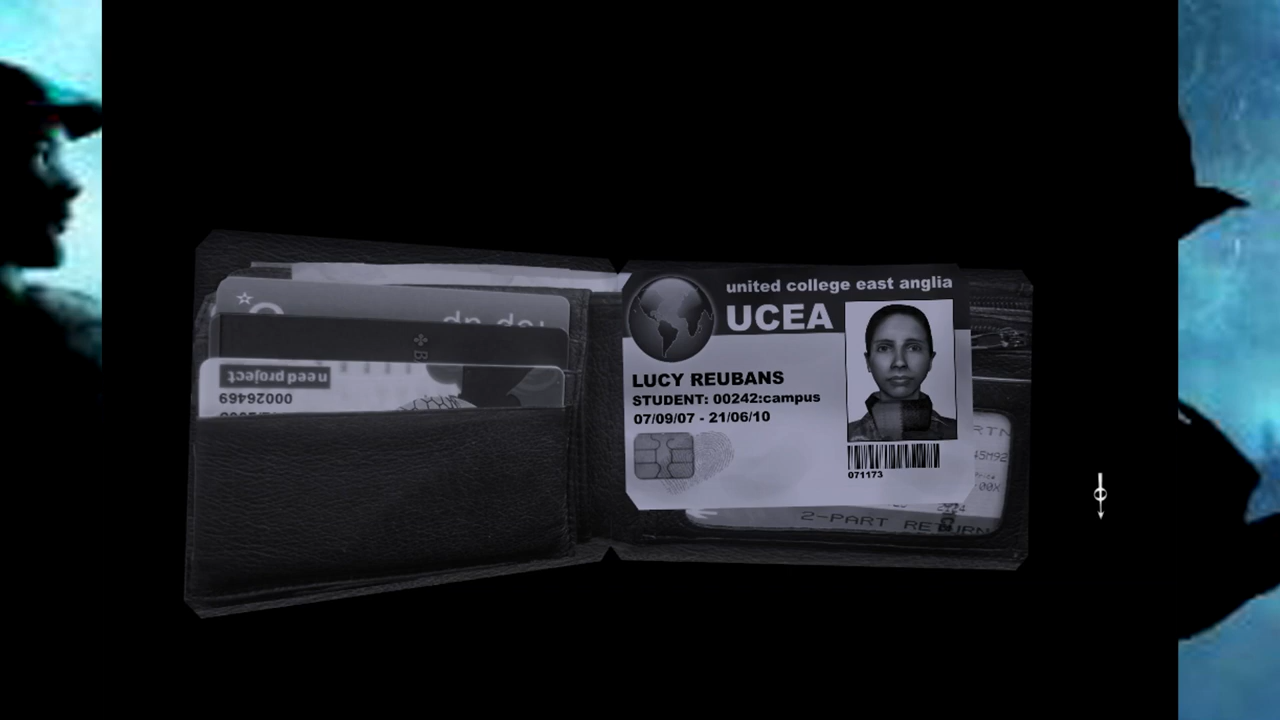 need project
00026469
united college east anglia
UCEA
LUCY REUBANS
STUDENT: 00242:campus
07/09/07 - 21/06/10
071173
2-PART RETURN